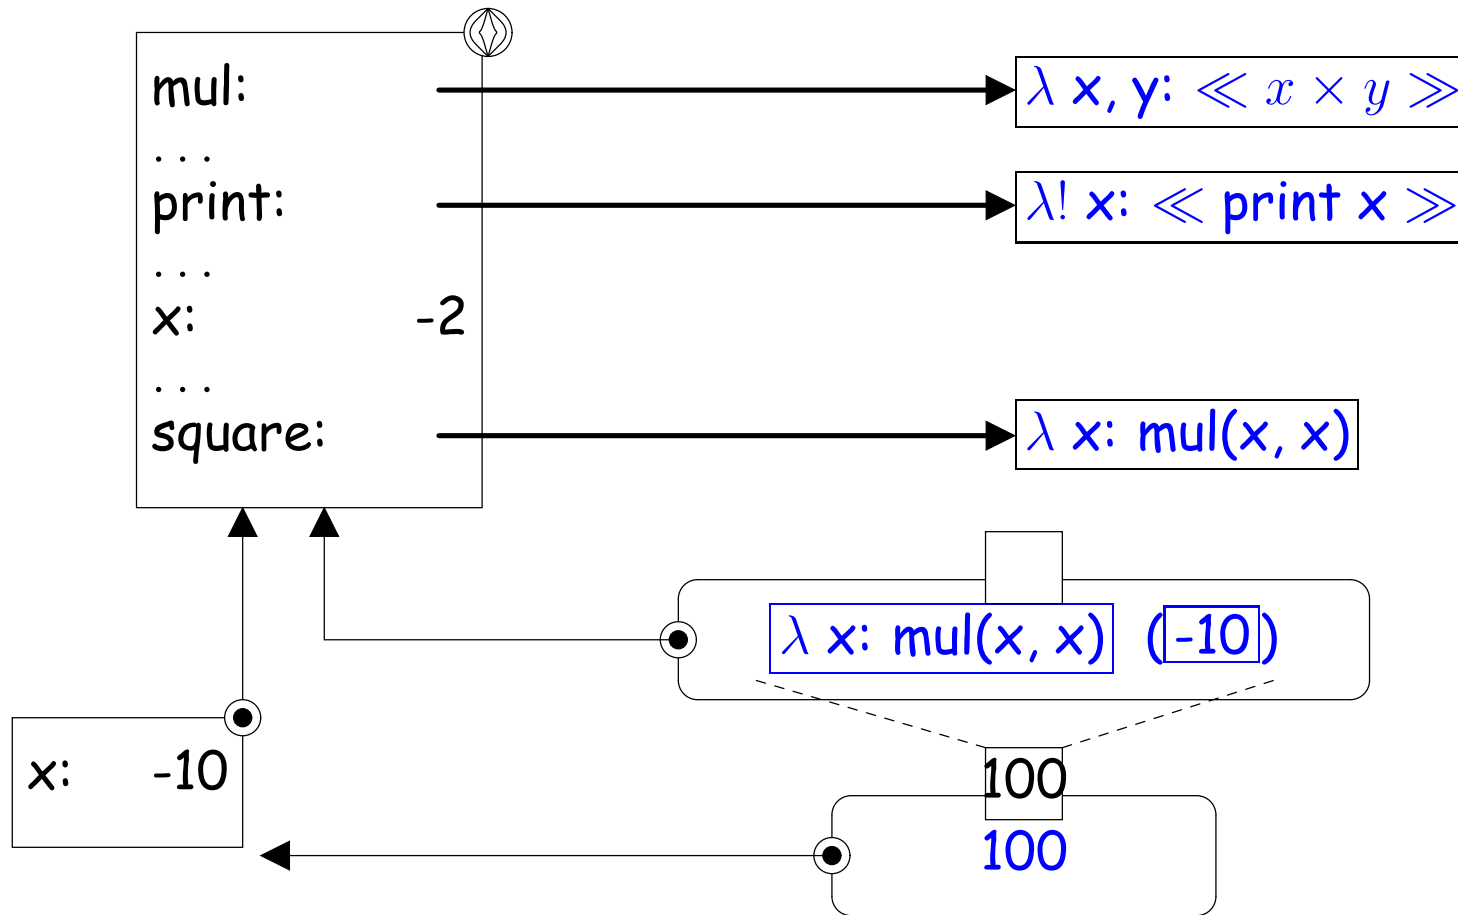 mul: λ x, y: ≪ x × y ≫
. . .
print: λ! x: ≪ print x ≫
. . .
x: -2
. . .
square: λ x: mul(x, x)
λ x: mul(x, x) (-10)
x: -10
100
100